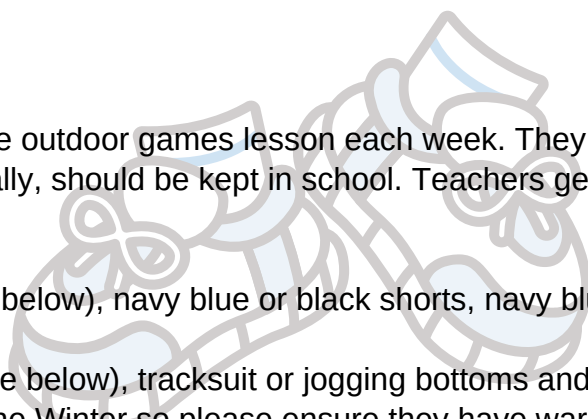 e outdoor games lesson each week. They
ally, should be kept in school. Teachers ge
below), navy blue or black shorts, navy bl
e below), tracksuit or jogging bottoms and
he Winter so please ensure they have war